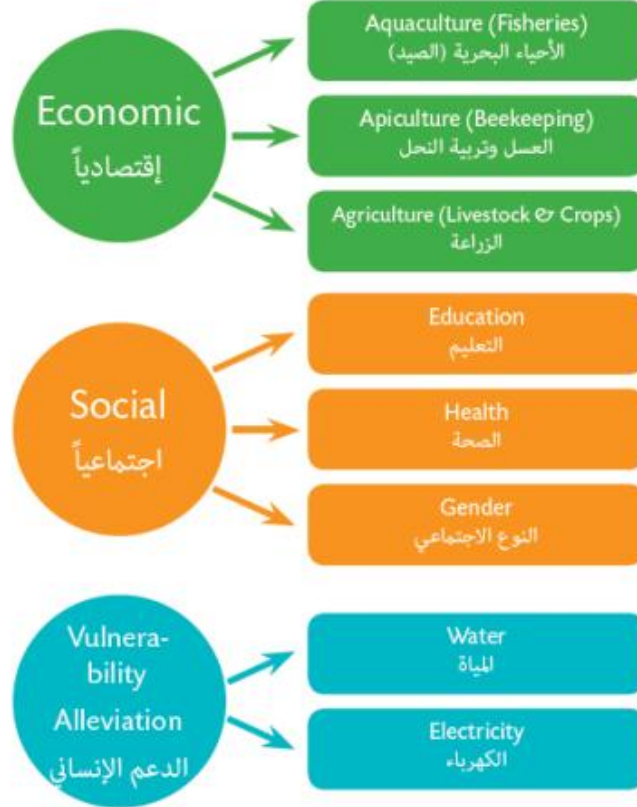 Economic
إقتصادياً
Aquaculture (Fisheries)
الأحياء البحرية (الصيد)
Apiculture (Beekeeping)
العسل وتربية النحل
Agriculture (Livestock & Crops)
الزراعة
Social
اجتماعياً
Education
التعليم
Health
الصحة
Gender
النوع الاجتماعي
Vulnera-
bility
Alleviation
الدعم الإنساني
Water
المياة
Electricity
الكهرباء